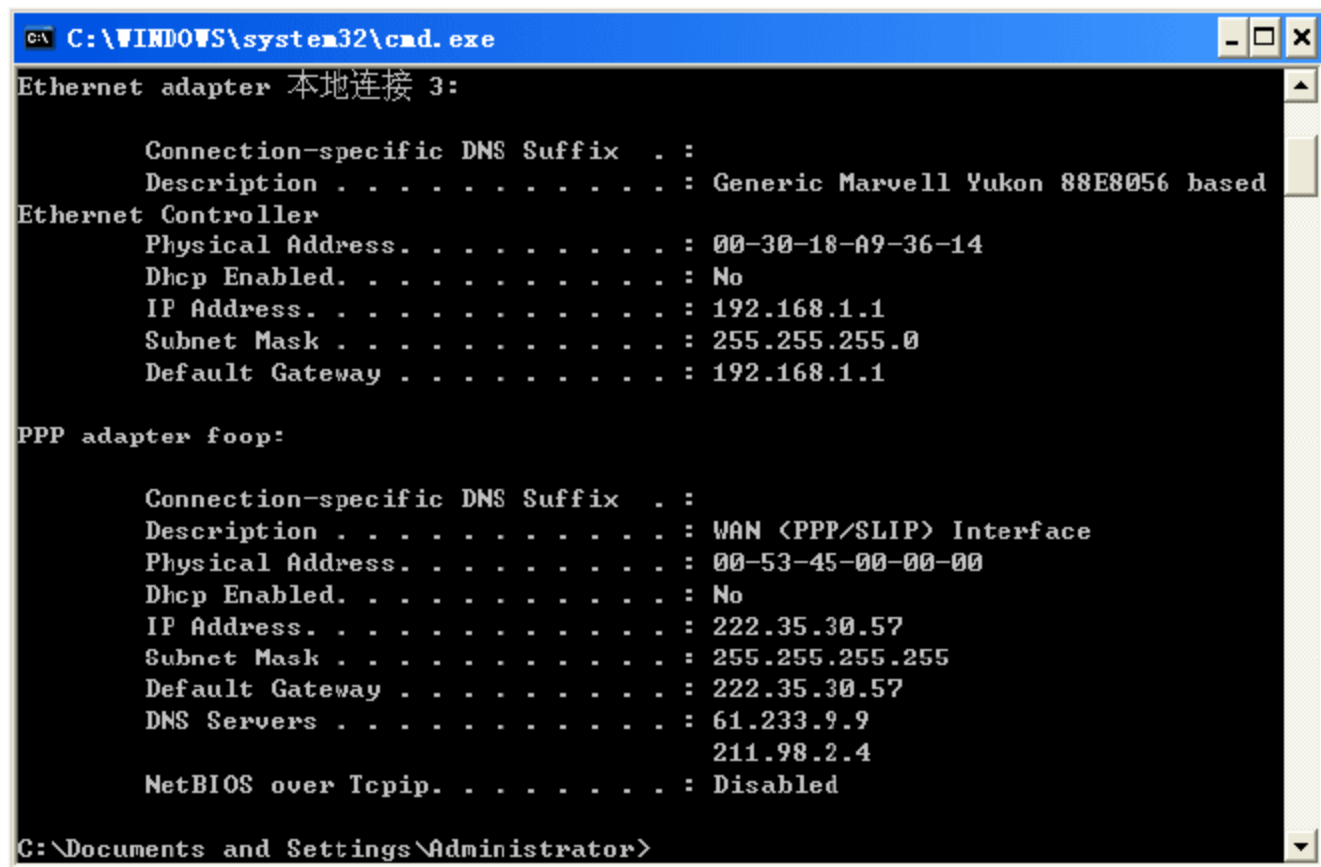 C:\WINDOWS\system32\cmd.exe
Ethernet adapter 本地连接 3:
Connection-specific DNS Suffix . :
Description . . . . . . . . . . . : Generic Marvell Yukon 88E8056 based
Ethernet Controller
Physical Address. . . . . . . . . : 00-30-18-A9-36-14
Dhcp Enabled. . . . . . . . . . . : No
IP Address. . . . . . . . . . . . : 192.168.1.1
Subnet Mask . . . . . . . . . . . : 255.255.255.0
Default Gateway . . . . . . . . . : 192.168.1.1
PPP adapter foop:
Connection-specific DNS Suffix . :
Description . . . . . . . . . . . : WAN (PPP/SLIP) Interface
Physical Address. . . . . . . . . : 00-53-45-00-00-00
Dhcp Enabled. . . . . . . . . . . : No
IP Address. . . . . . . . . . . . : 222.35.30.57
Subnet Mask . . . . . . . . . . . : 255.255.255.255
Default Gateway . . . . . . . . . : 222.35.30.57
DNS Servers . . . . . . . . . . . : 61.233.9.9
211.98.2.4
NetBIOS over Tcpip. . . . . . . . : Disabled
C:\Documents and Settings\Administrator>